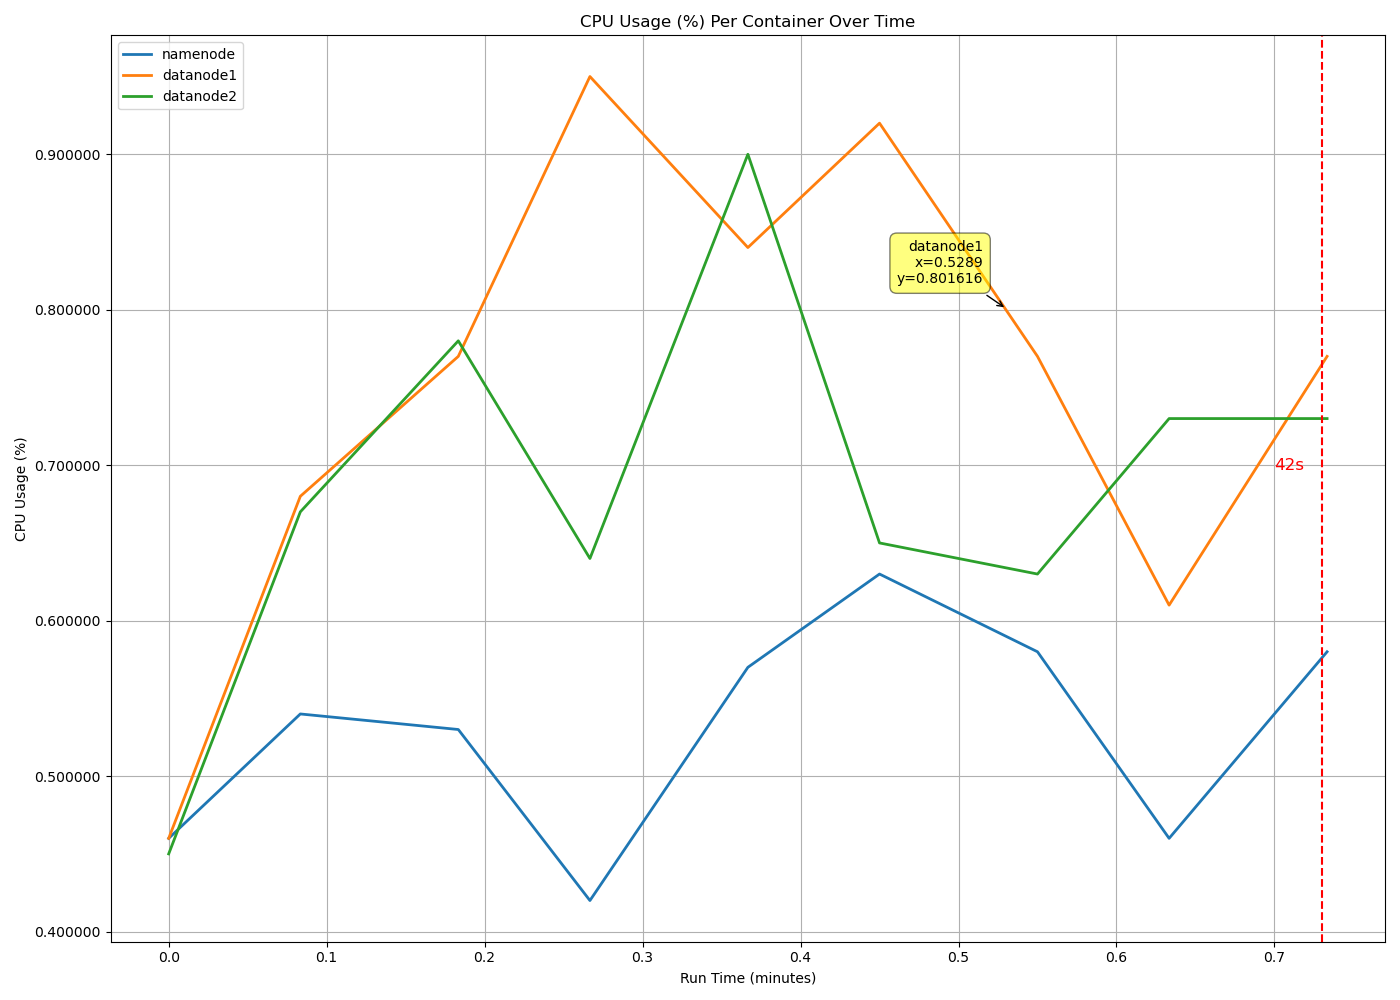 CPU Usage (%) Per Container Over Time
namenode
datanode1
datanode2
0.900000
0.800000
0.700000
0.600000
0.500000
0.400000
CPU Usage (%)
datanode1
x=0.5289
y=0.801616
42s
0.0 0.1 0.2 0.3 0.4 0.5 0.6 0.7
Run Time (minutes)